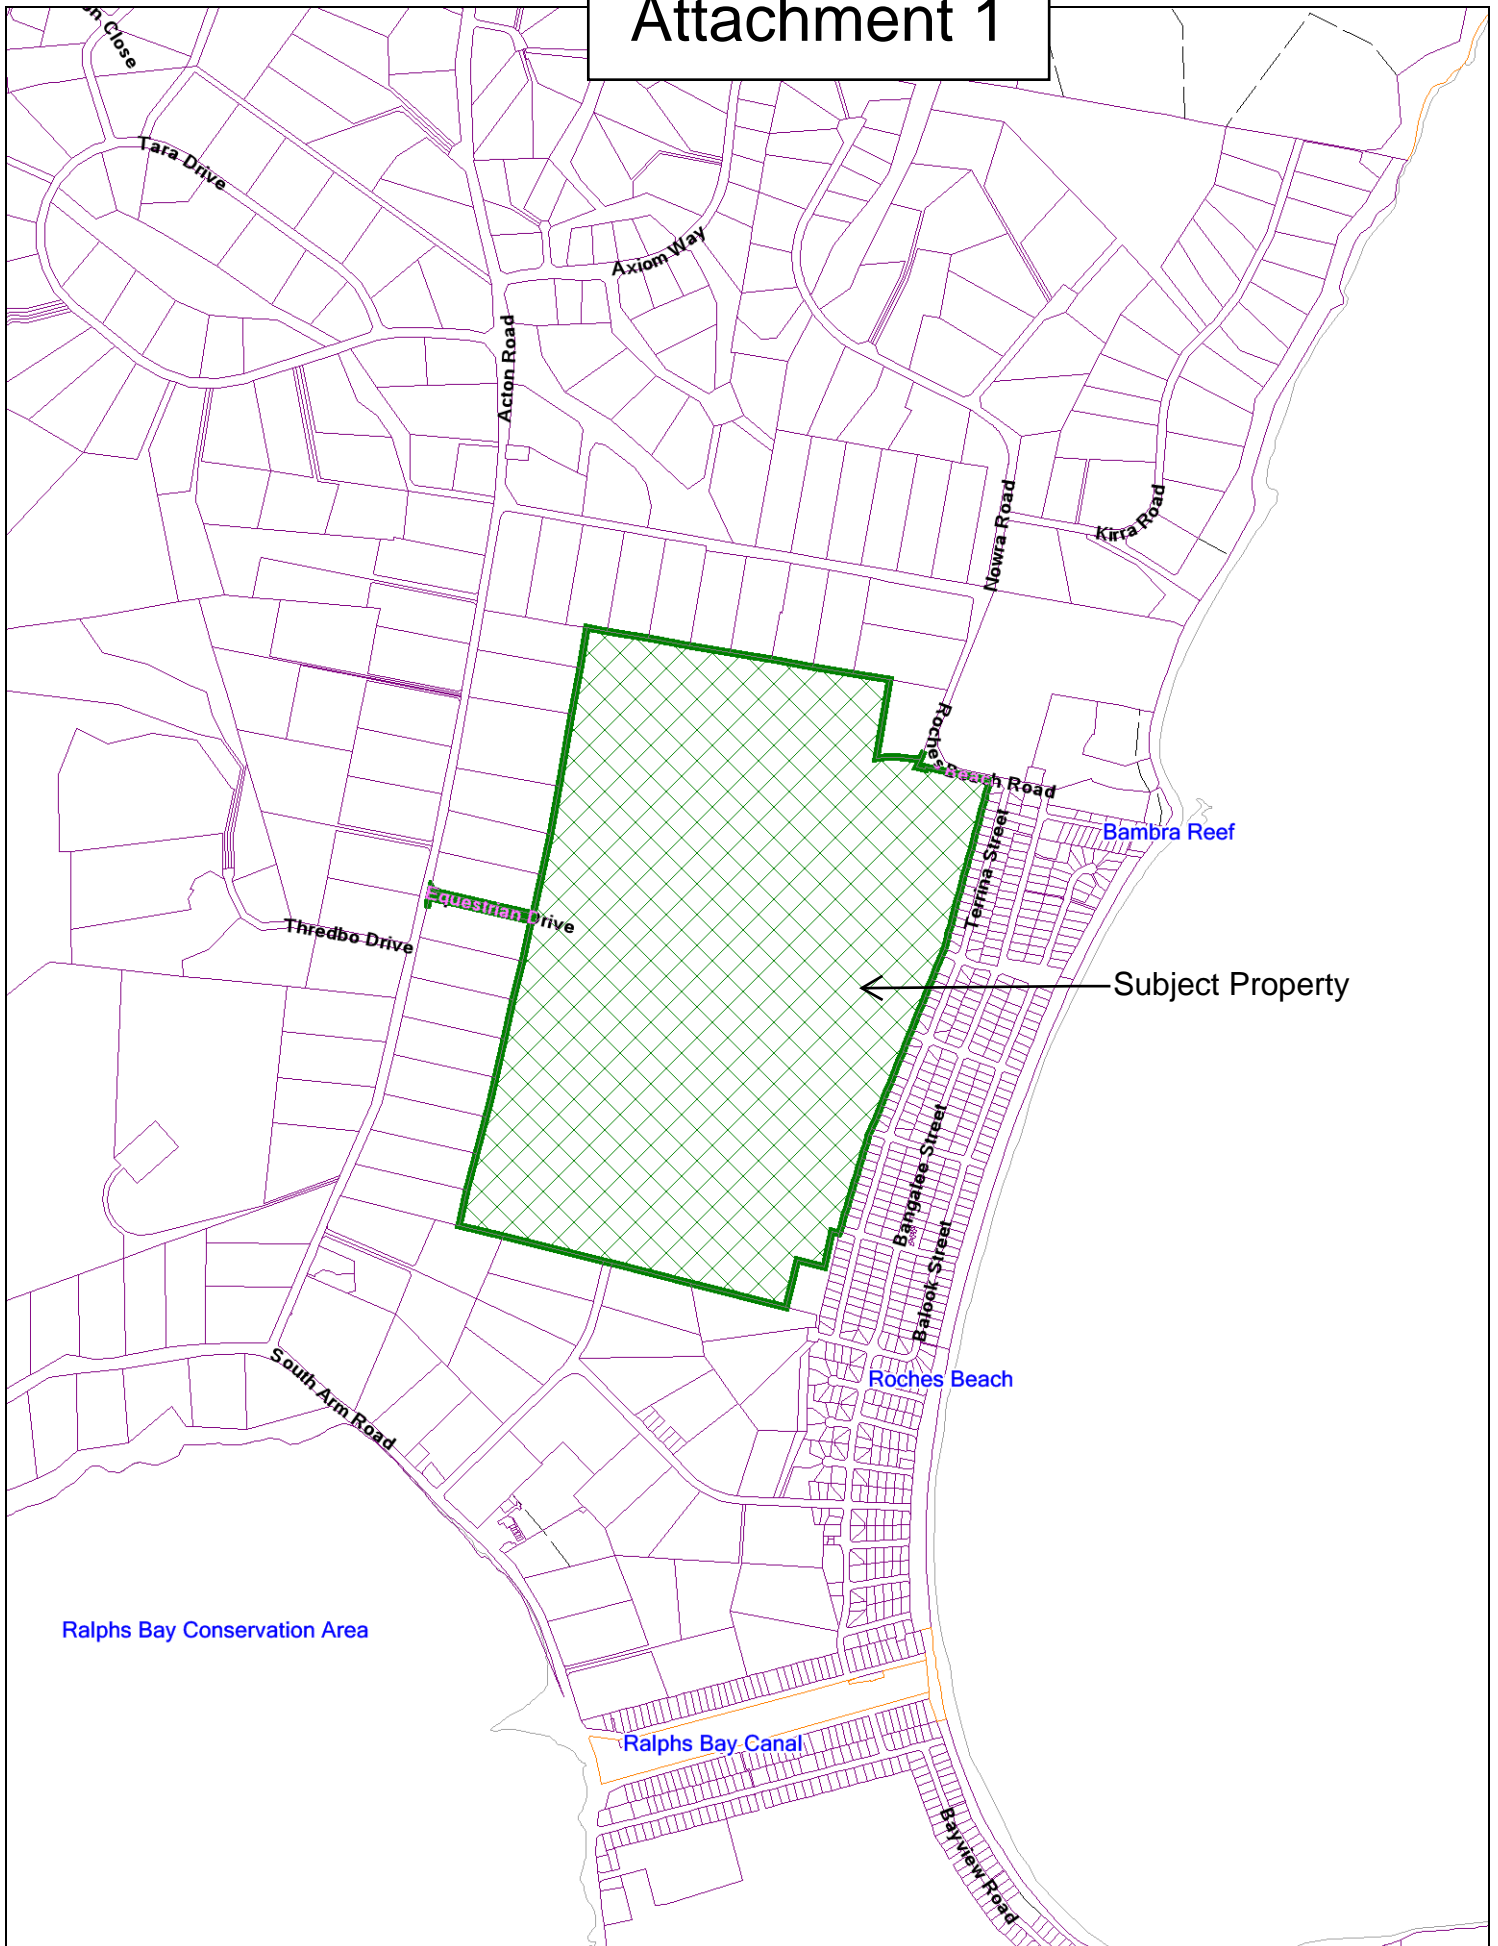 Attachment 1
Close
Tara Drive
Axiom Way
Acton Road
Nowra Road
Kirra Road
Roches Beach Road
Bambra Reef
Terrina Street
Equestrian Drive
Thredbo Drive
Subject Property
Bangalee Street
Balook Street
South Arm Road
Roches Beach
Ralphs Bay Conservation Area
Ralphs Bay Canal
Bayview Road